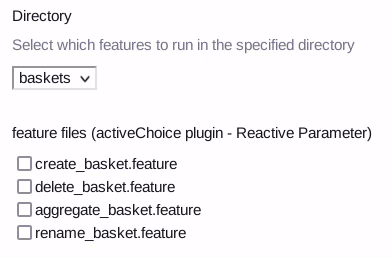 Directory
Select which features to run in the specified directory
baskets
feature files (activeChoice plugin - Reactive Parameter)
create_basket.feature
delete_basket.feature
aggregate_basket.feature
rename_basket.feature